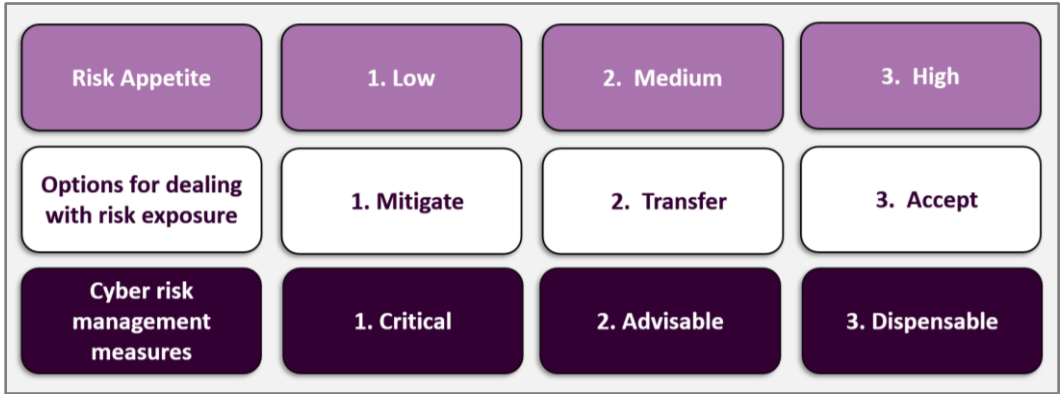 Risk Appetite
1. Low
2. Medium
3. High
Options for dealing
with risk exposure
1. Mitigate
2. Transfer
3. Accept
Cyber risk
management
measures
1. Critical
2. Advisable
3. Dispensable